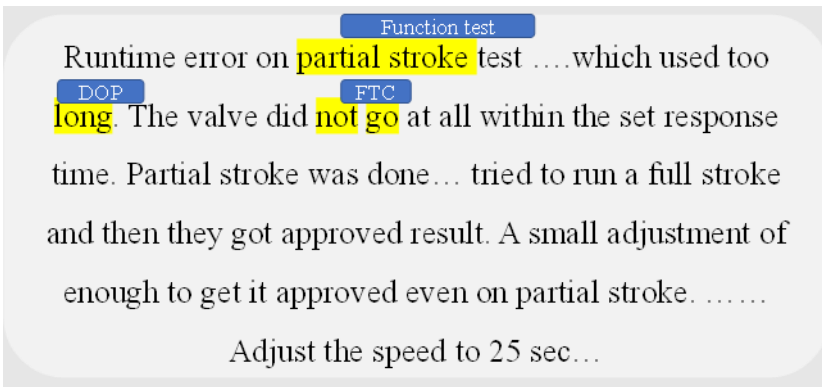 Function test
Runtime error on partial stroke test ….which used too
DOP FTC
long. The valve did not go at all within the set response
time. Partial stroke was done… tried to run a full stroke
and then they got approved result. A small adjustment of
enough to get it approved even on partial stroke. ……
Adjust the speed to 25 sec…